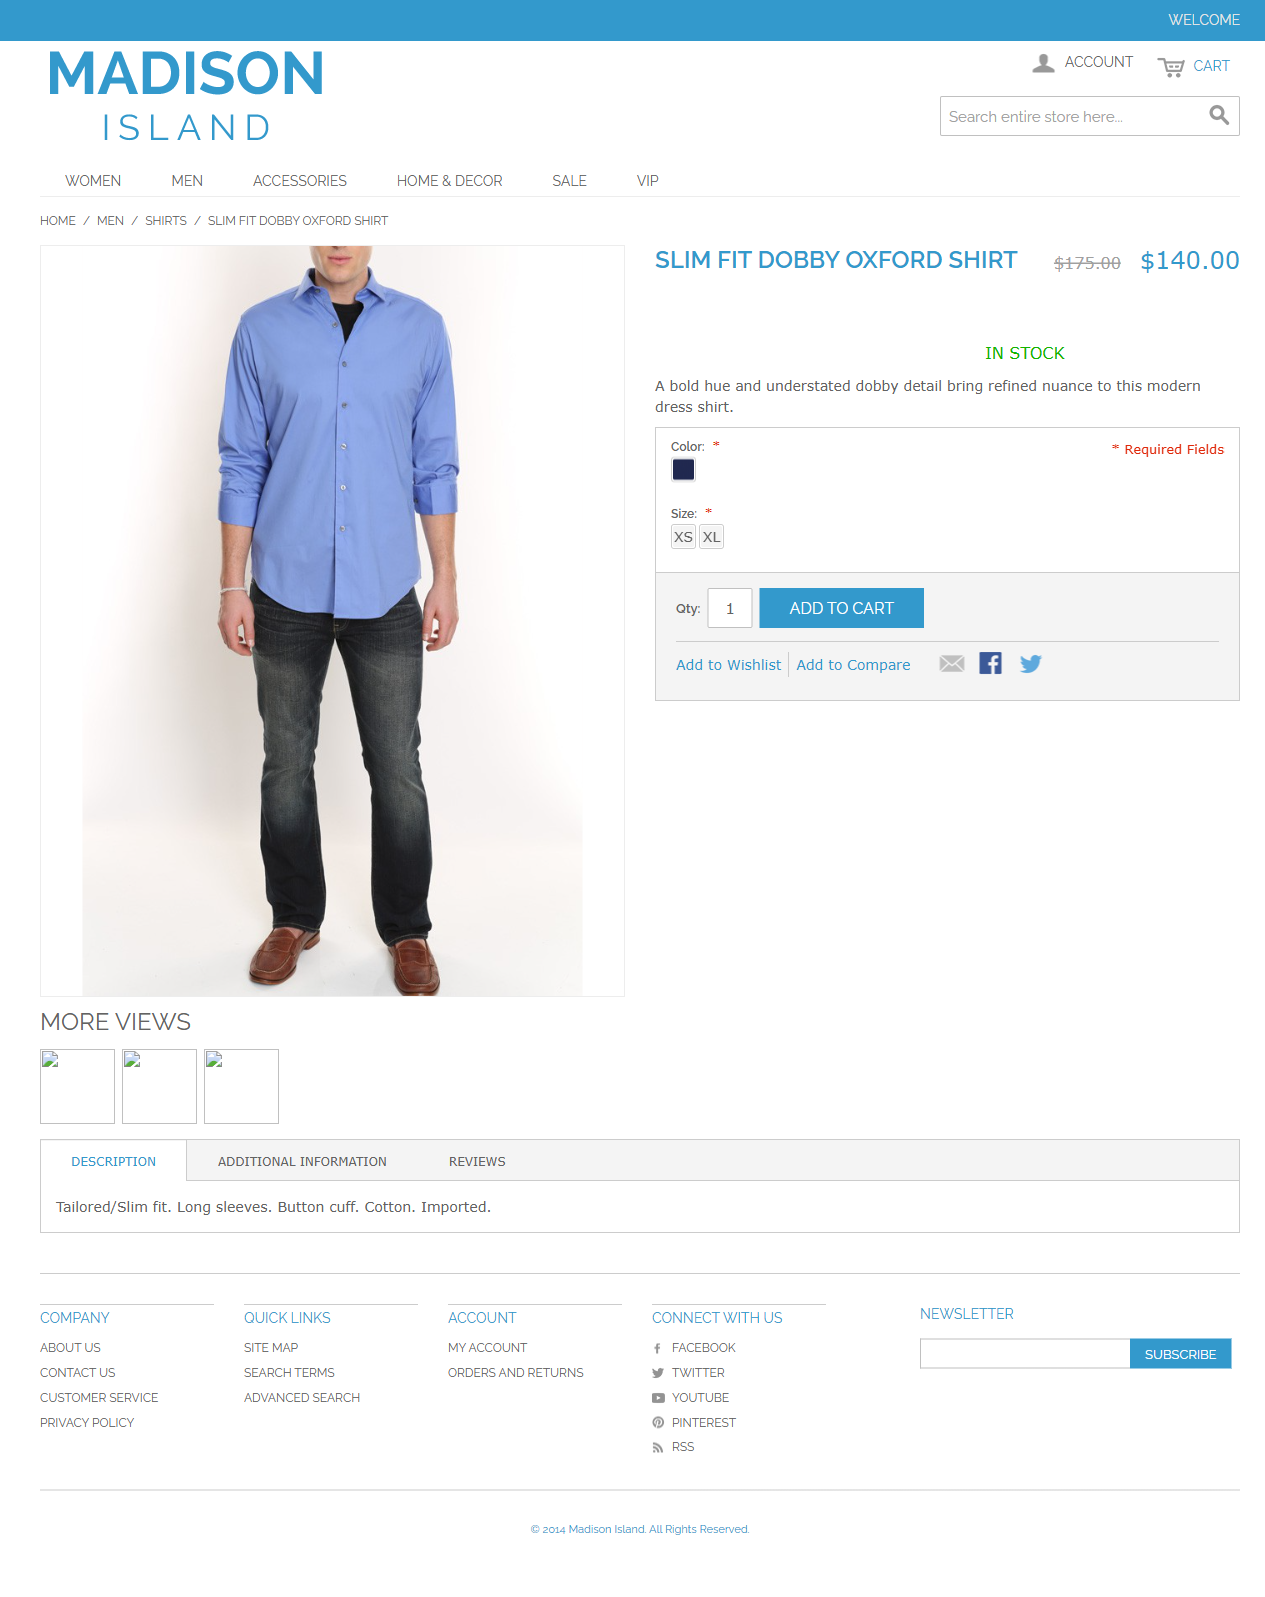 WELCOME
MADISON
ISLAND
ACCOUNT
CART
Search entire store here...
WOMEN MEN ACCESSORIES HOME & DECOR SALE VIP
HOME / MEN / SHIRTS / SLIM FIT DOBBY OXFORD SHIRT
SLIM FIT DOBBY OXFORD SHIRT $175.00 $140.00
IN STOCK
A bold hue and understated dobby detail bring refined nuance to this modern
dress shirt.
Color: *
* Required Fields
Size: *
XS XL
Qty: 1 ADD TO CART
Add to Wishlist Add to Compare
MORE VIEWS
DESCRIPTION ADDITIONAL INFORMATION REVIEWS
Tailored/Slim fit. Long sleeves. Button cuff. Cotton. Imported.
COMPANY
ABOUT US
CONTACT US
CUSTOMER SERVICE
PRIVACY POLICY
QUICK LINKS
SITE MAP
SEARCH TERMS
ADVANCED SEARCH
ACCOUNT
MY ACCOUNT
ORDERS AND RETURNS
CONNECT WITH US
FACEBOOK
TWITTER
YOUTUBE
PINTEREST
RSS
NEWSLETTER
SUBSCRIBE
© 2014 Madison Island. All Rights Reserved.